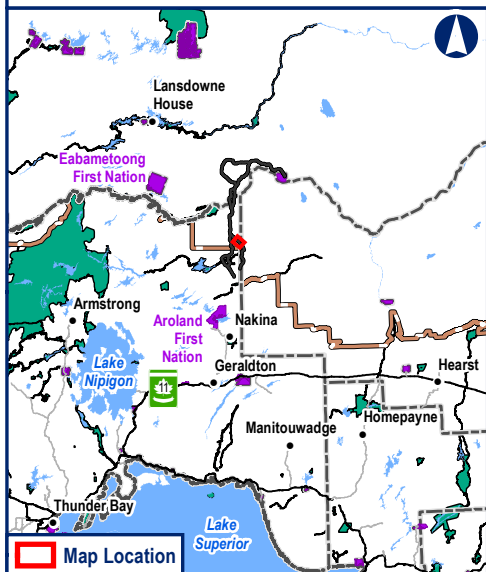 Lansdowne
House
Eabametoong
First Nation
Armstrong
Aroland
First
Nation
Nakina
Lake
Nipigon
Geraldton
11
Hearst
Manitouwadge
Homepayne
Thunder Bay
Lake
Superior
Map Location